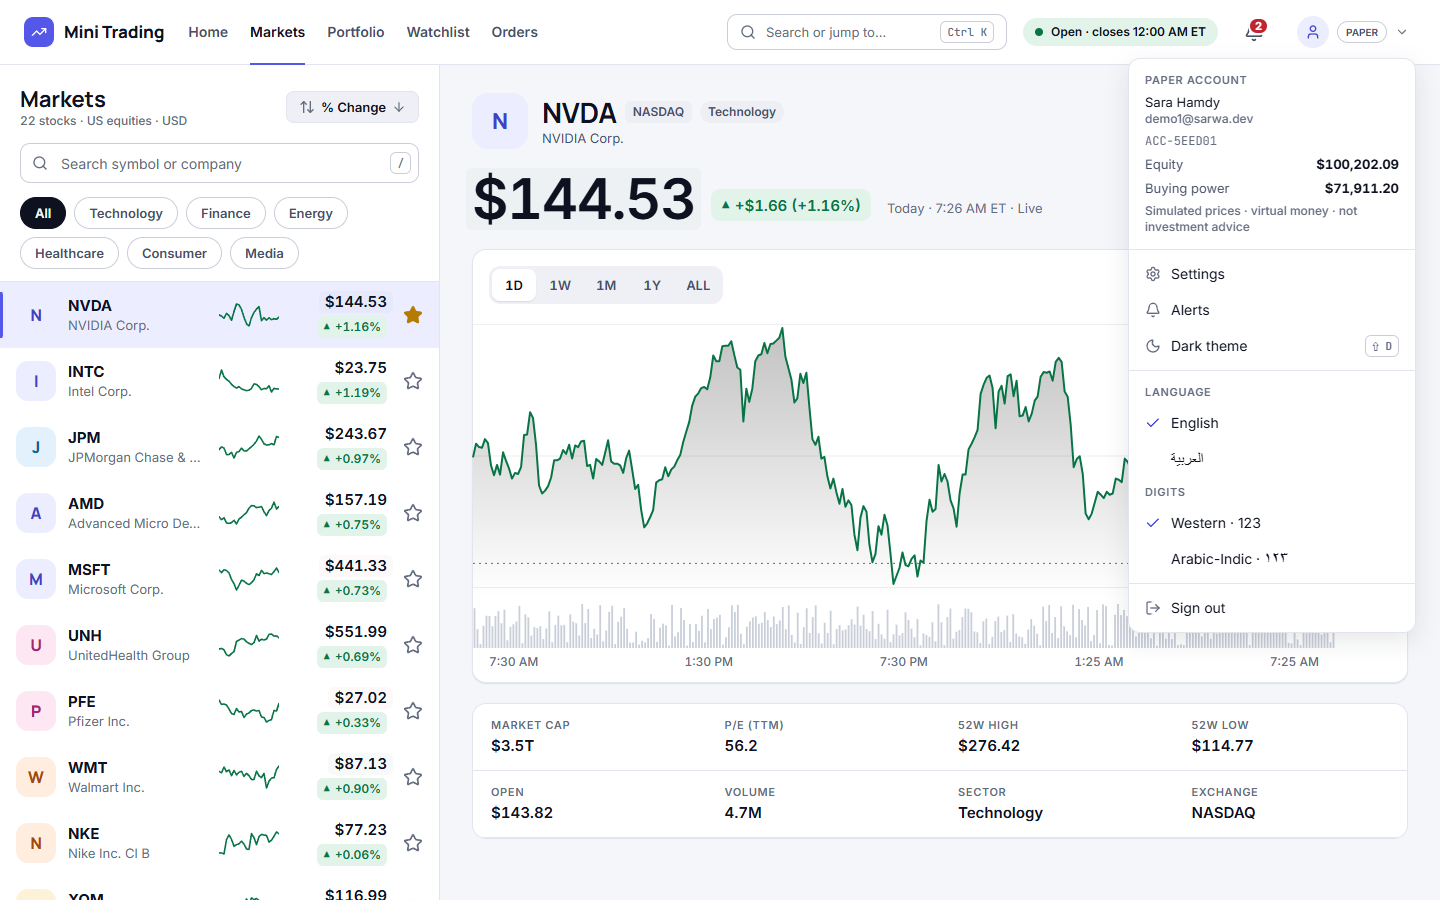 Mini Trading
Home
Markets
Portfolio
Watchlist
Orders
Search or jump to...
Ctrl K
Open · closes 12:00 AM ET
2
PAPER
Markets
22 stocks · US equities · USD
% Change
Search symbol or company
/
All
Technology
Finance
Energy
Healthcare
Consumer
Media
N
NVDA
NVIDIA Corp.
$144.53
+1.16%
I
INTC
Intel Corp.
$23.75
+1.19%
J
JPM
JPMorgan Chase & ...
$243.67
+0.97%
A
AMD
Advanced Micro De...
$157.19
+0.75%
M
MSFT
Microsoft Corp.
$441.33
+0.73%
U
UNH
UnitedHealth Group
$551.99
+0.69%
P
PFE
Pfizer Inc.
$27.02
+0.33%
W
WMT
Walmart Inc.
$87.13
+0.90%
N
NKE
Nike Inc. Cl B
$77.23
+0.06%
XOM
$116.99
N
NVDA
NASDAQ
Technology
NVIDIA Corp.
$144.53
+$1.66 (+1.16%)
Today · 7:26 AM ET · Live
1D
1W
1M
1Y
ALL
7:30 AM
1:30 PM
7:30 PM
1:25 AM
7:25 AM
MARKET CAP
$3.5T
P/E (TTM)
56.2
52W HIGH
$276.42
52W LOW
$114.77
OPEN
$143.82
VOLUME
4.7M
SECTOR
Technology
EXCHANGE
NASDAQ
PAPER ACCOUNT
Sara Hamdy
demo1@sarwa.dev
ACC-5EED01
Equity
$100,202.09
Buying power
$71,911.20
Simulated prices · virtual money · not
investment advice
Settings
Alerts
Dark theme
⇧ D
LANGUAGE
English
العربية
DIGITS
Western · 123
Arabic-Indic · ١٢٣
Sign out